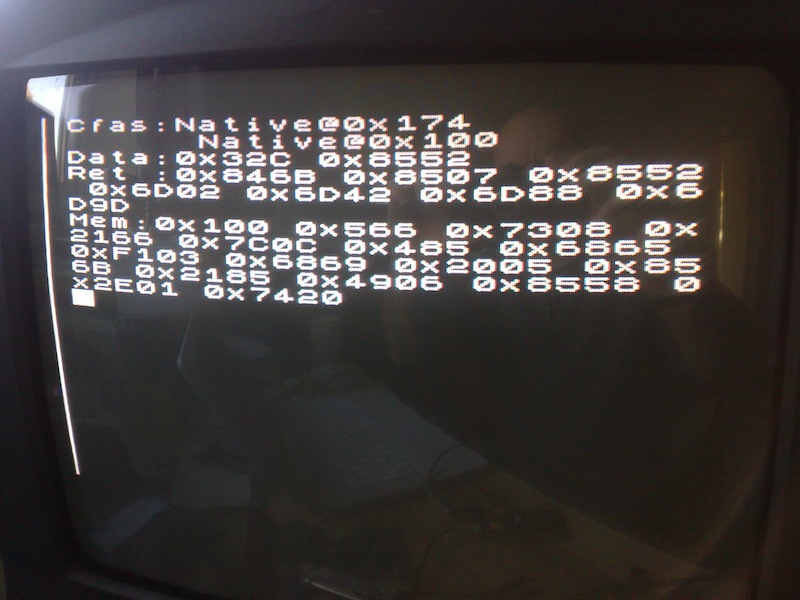 Cfas:Native@0x174
Native@0x100
Data:0x32C 0x8552
Ret :0x846B 0x8507 0x8552
0x6D02 0x6D42 0x6D88 0x6
D9D
Mem:0x100 0x566 0x7308 0x
2166 0x7C0C 0x485 0x6865
0xF103 0x6869 0x2005 0x85
6B 0x2185 0x4906 0x8558 0
x2E01 0x7420